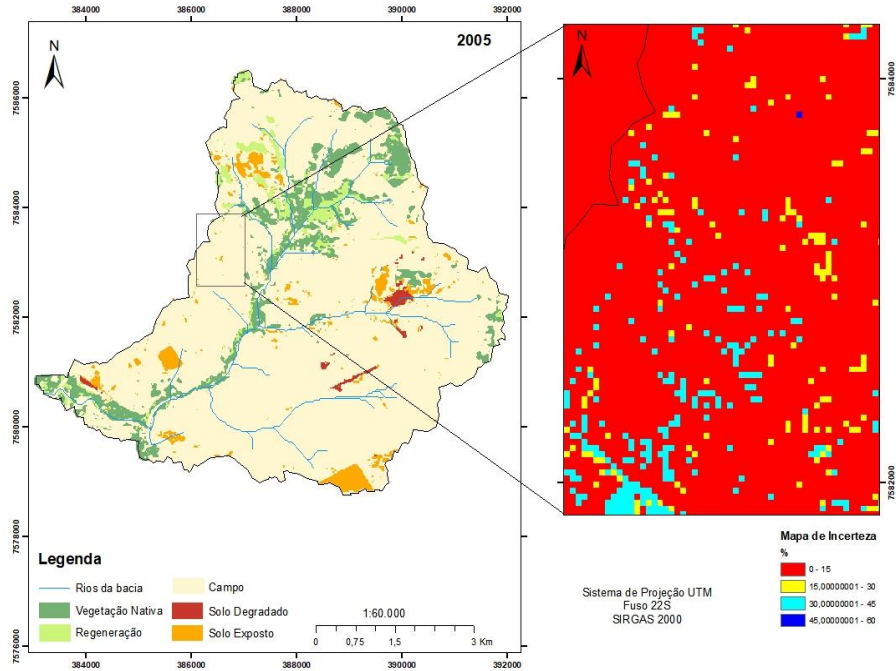 384000 386000 388000 390000 392000
2005
N
N
7586000
7584000
7582000
7580000
7578000
7576000
7584000
7582000
Legenda
Rios da bacia
Vegetação Nativa
Regeneração
Campo
Solo Degradado
Solo Exposto
1:60.000
0 0,75 1,5 3 Km
Sistema de Projeção UTM
Fuso 22S
SIRGAS 2000
Mapa de Incerteza
%
0 - 15
15,00000001 - 30
30,00000001 - 45
45,00000001 - 60
384000 386000 388000 390000 392000